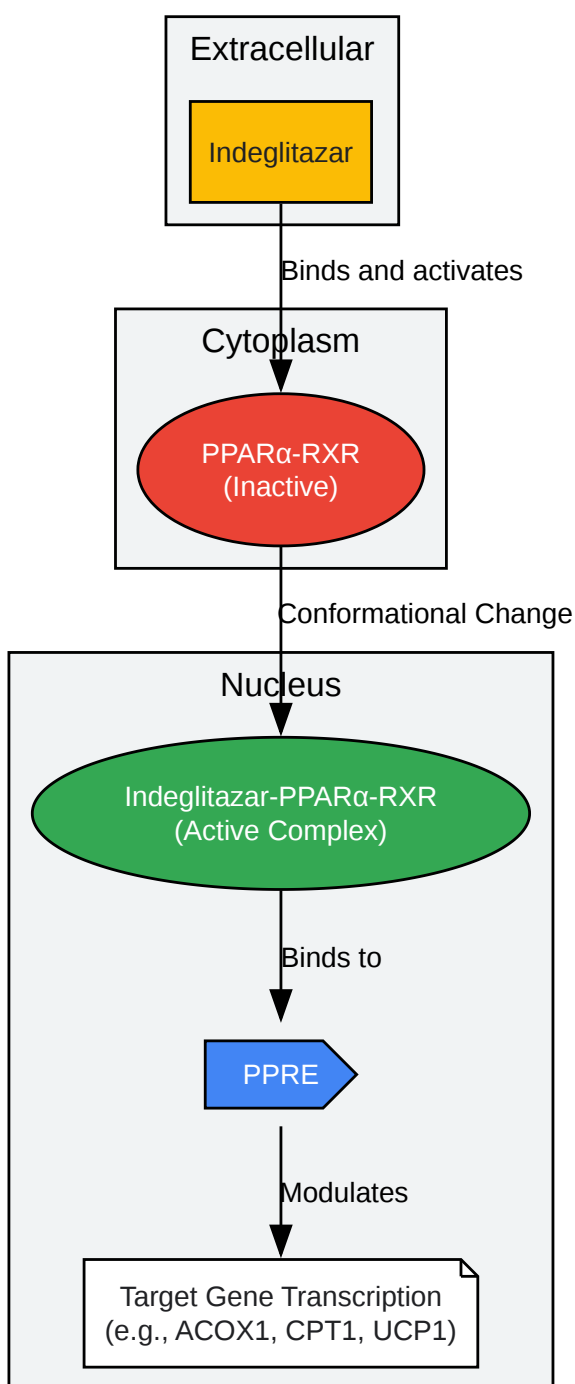 Extracellular
Indeglitazar
Binds and activates
Cytoplasm
PPARα-RXR
(Inactive)
Conformational Change
Nucleus
Indeglitazar-PPARα-RXR
(Active Complex)
Binds to
PPRE
Modulates
Target Gene Transcription
(e.g., ACOX1, CPT1, UCP1)